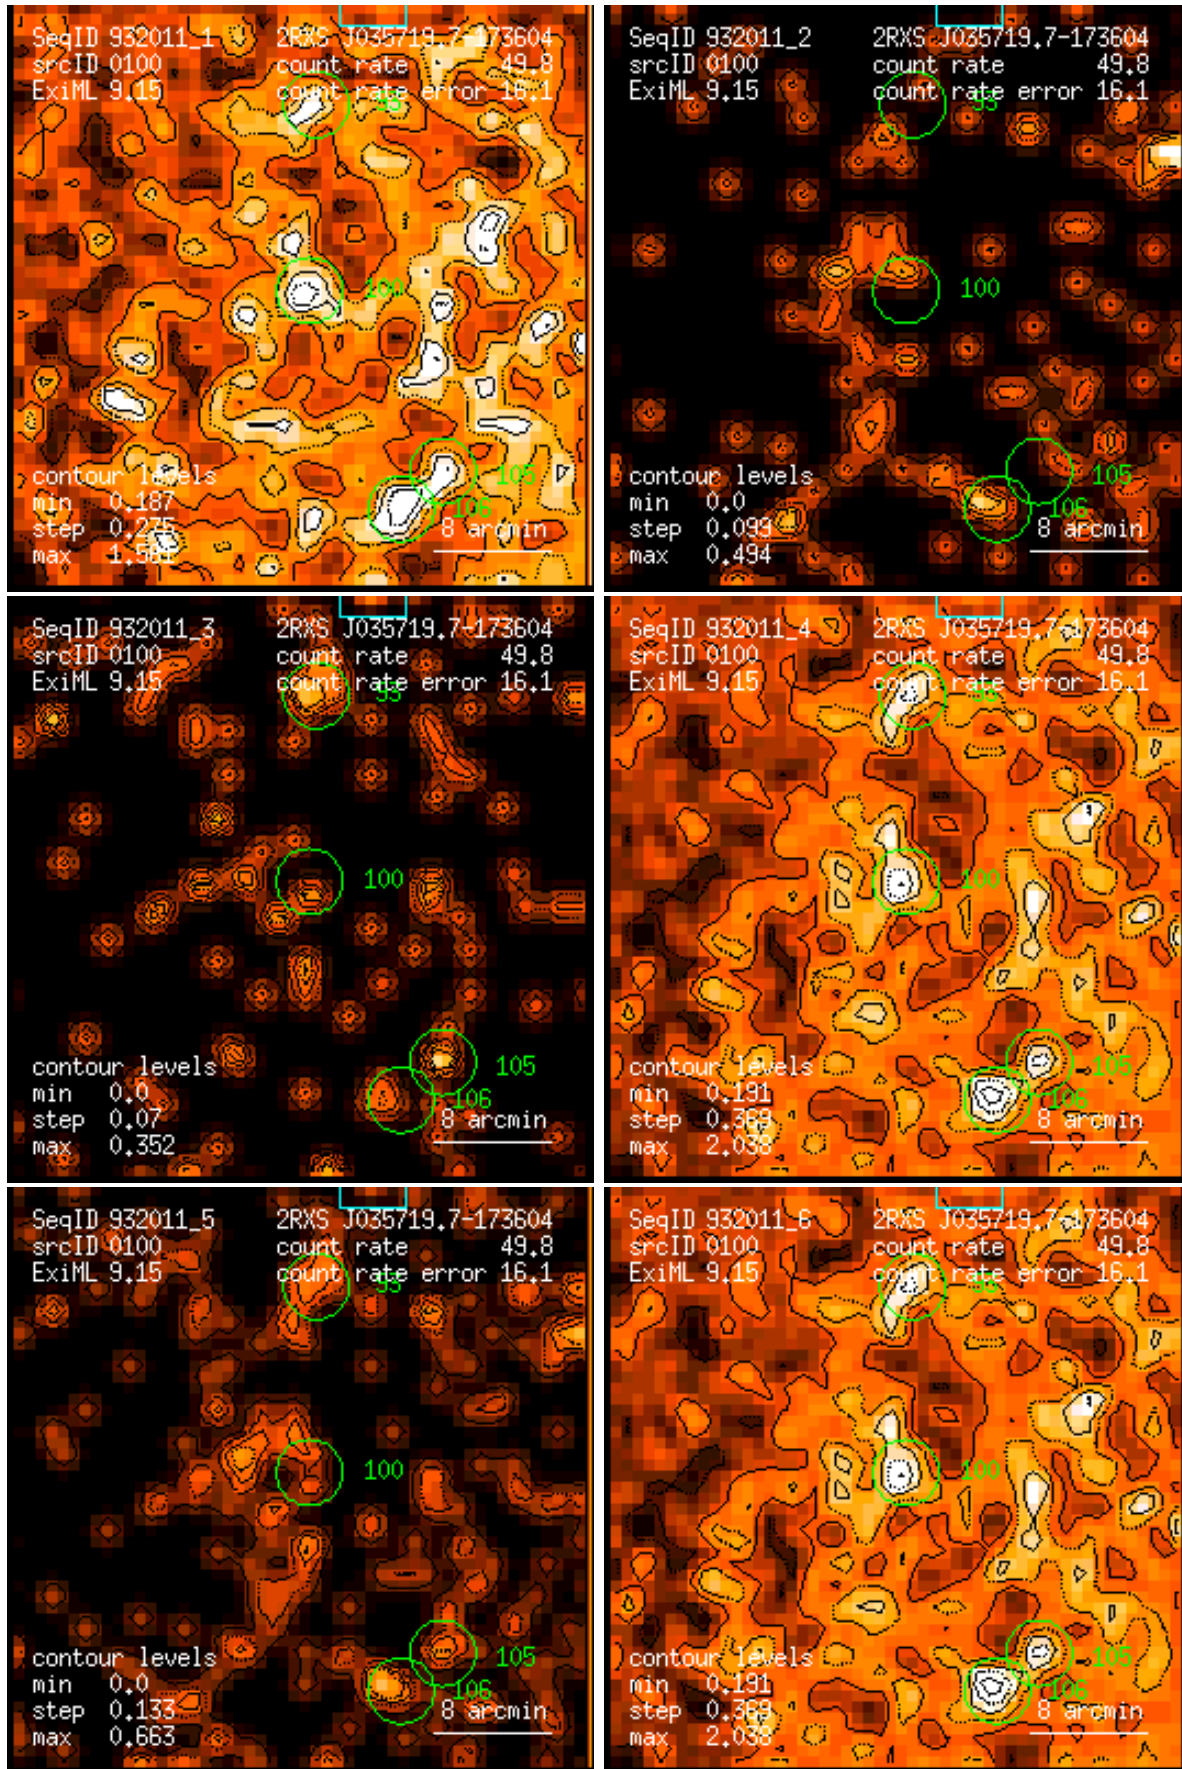 SeqID 932011_1 2RXS J035719.7-173604
srcID 0100 count rate 49.8
ExiML 9.15 count rate error 16.1
95
100
105
106
contour levels
min 0.187
step 0.275
max 1.561
8 arcmin
SeqID 932011_2 2RXS J035719.7-173604
srcID 0100 count rate 49.8
ExiML 9.15 count rate error 16.1
95
100
105
106
contour levels
min 0.0
step 0.099
max 0.494
8 arcmin
SeqID 932011_3 2RXS J035719.7-173604
srcID 0100 count rate 49.8
ExiML 9.15 count rate error 16.1
95
100
105
106
contour levels
min 0.0
step 0.07
max 0.352
8 arcmin
SeqID 932011_4 2RXS J035719.7-173604
srcID 0100 count rate 49.8
ExiML 9.15 count rate error 16.1
95
100
105
106
contour levels
min 0.191
step 0.369
max 2.038
8 arcmin
SeqID 932011_5 2RXS J035719.7-173604
srcID 0100 count rate 49.8
ExiML 9.15 count rate error 16.1
95
100
105
106
contour levels
min 0.0
step 0.133
max 0.663
8 arcmin
SeqID 932011_6 2RXS J035719.7-173604
srcID 0100 count rate 49.8
ExiML 9.15 count rate error 16.1
95
100
105
106
contour levels
min 0.191
step 0.369
max 2.038
8 arcmin